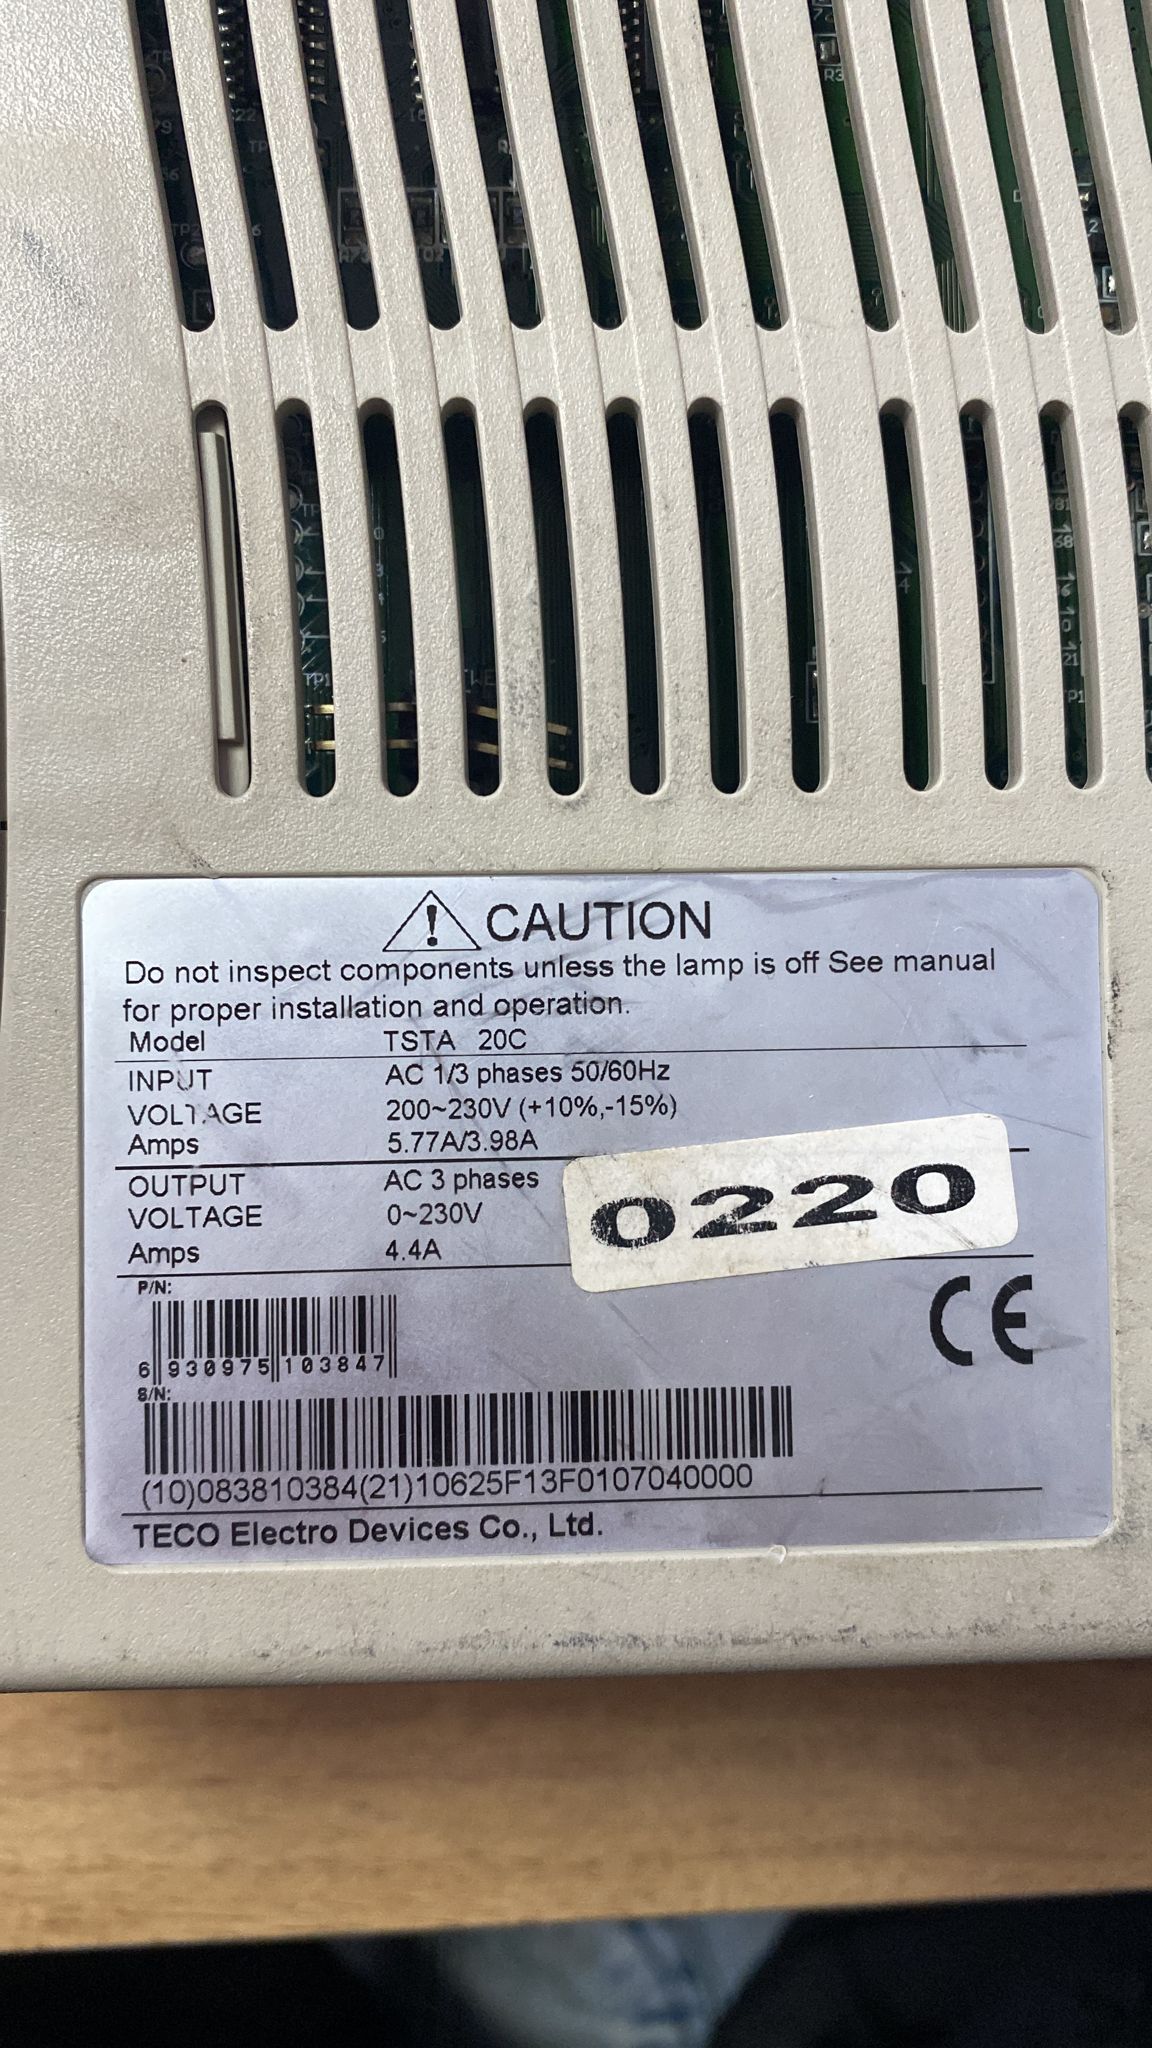 CAUTION
Do not inspect components unless the lamp is off See manual
for proper installation and operation.
Model TSTA 20C
INPUT AC 1/3 phases 50/60Hz
VOLTAGE 200~230V (+10%,-15%)
Amps 5.77A/3.98A
OUTPUT AC 3 phases
VOLTAGE 0~230V
Amps 4.4A
0220
P/N:
CE
6 930975 103847
S/N:
(10)083810384(21)10625F13F0107040000
TECO Electro Devices Co., Ltd.